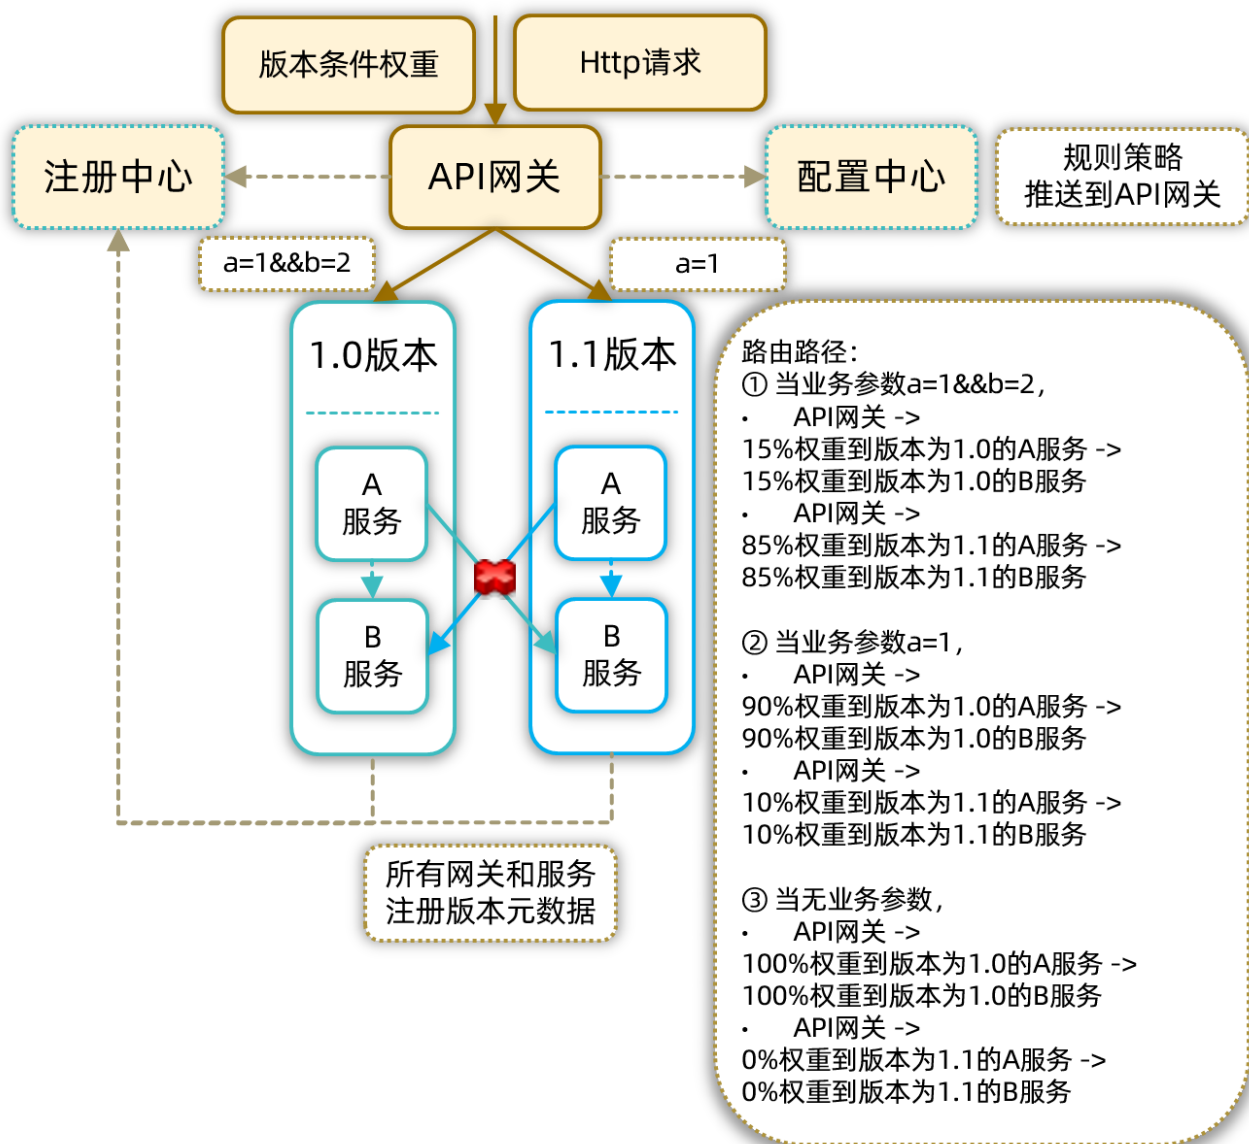 版本条件权重
Http请求
注册中心
API网关
配置中心
规则策略
推送到API网关
a=1&&b=2
a=1
1.0版本
1.1版本
A
服务
A
服务
B
服务
B
服务
所有网关和服务
注册版本元数据
路由路径：
① 当业务参数a=1&&b=2，
• API网关 ->
15%权重到版本为1.0的A服务 ->
15%权重到版本为1.0的B服务
• API网关 ->
85%权重到版本为1.1的A服务 ->
85%权重到版本为1.1的B服务
② 当业务参数a=1，
• API网关 ->
90%权重到版本为1.0的A服务 ->
90%权重到版本为1.0的B服务
• API网关 ->
10%权重到版本为1.1的A服务 ->
10%权重到版本为1.1的B服务
③ 当无业务参数，
• API网关 ->
100%权重到版本为1.0的A服务 ->
100%权重到版本为1.0的B服务
• API网关 ->
0%权重到版本为1.1的A服务 ->
0%权重到版本为1.1的B服务